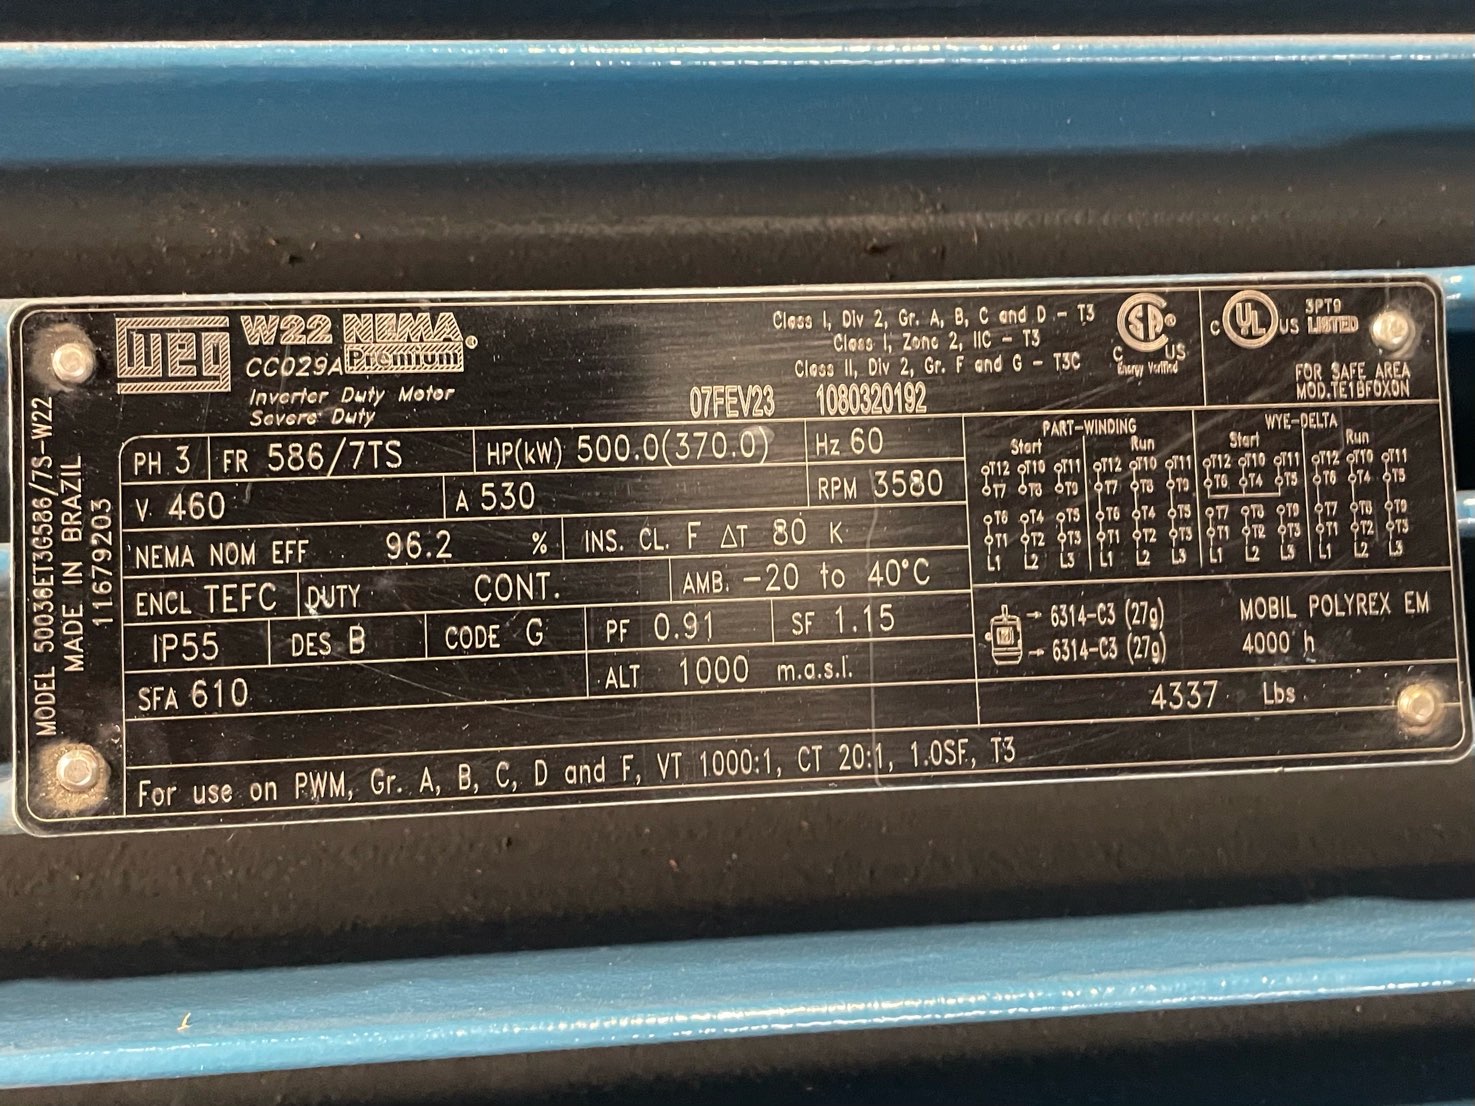 WEG
W22 NEMA
CC029A Premium
Inverter Duty Motor
Severe Duty
Class I, Div 2, Gr. A, B, C and D - T3
Class I, Zone 2, IIC - T3
Class II, Div 2, Gr. F and G - T3C
07FEV23 1080320192
C US
Energy Verified
C UL US LISTED
3PT9
FOR SAFE AREA
MOD.TE1BF0X0N
MODEL 50036ET3G586/7S-W22
MADE IN BRAZIL
11679203
PH 3 FR 586/7TS HP(kW) 500.0(370.0) Hz 60
V 460 A 530 RPM 3580
NEMA NOM EFF 96.2 % INS. CL. F ΔT 80 K
ENCL TEFC DUTY CONT. AMB. -20 to 40°C
IP55 DES B CODE G PF 0.91 SF 1.15
SFA 610 ALT 1000 m.a.s.l.
For use on PWM, Gr. A, B, C, D and F, VT 1000:1, CT 20:1, 1.0SF, T3
PART-WINDING WYE-DELTA
Start Run Start Run
T12 T10 T11 T12 T10 T11 T12 T10 T11 T12 T10 T11
T7 T8 T9 T7 T8 T9 T6 T4 T5 T6 T4 T5
T6 T4 T5 T6 T4 T5 T7 T8 T9 T7 T8 T9
T1 T2 T3 T1 T2 T3 T1 T2 T3 T1 T2 T3
L1 L2 L3 L1 L2 L3 L1 L2 L3 L1 L2 L3
6314-C3 (27g) MOBIL POLYREX EM
6314-C3 (27g) 4000 h
4337 Lbs